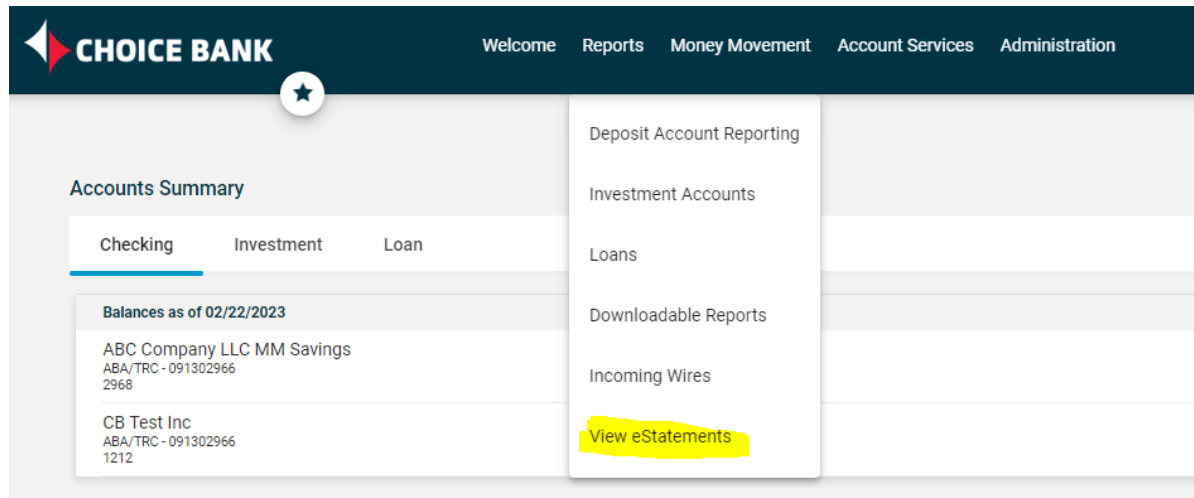 CHOICE BANK
Welcome Reports Money Movement Account Services Administration
Accounts Summary
Checking Investment Loan
Balances as of 02/22/2023
ABC Company LLC MM Savings
ABA/TRC - 091302966
2968
CB Test Inc
ABA/TRC - 091302966
1212
Deposit Account Reporting
Investment Accounts
Loans
Downloadable Reports
Incoming Wires
View eStatements